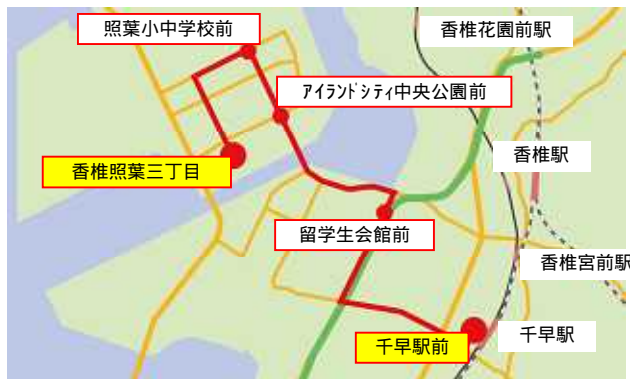 照葉小中学校前
香椎花園前駅
ｱｲﾗﾝﾄﾞｼﾃｨ中央公園前
香椎駅
香椎照葉三丁目
留学生会館前
香椎宮前駅
千早駅
千早駅前